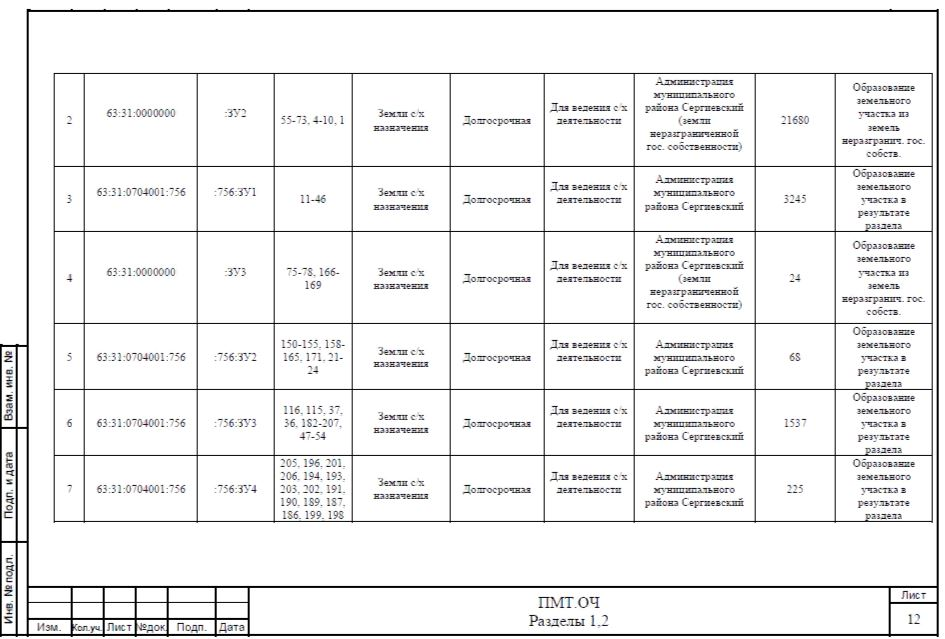 2
63:31:0000000
:ЗУ2
55-73, 4-10, 1
Земли с/х
назначения
Долгосрочная
Для ведения с/х
деятельности
Администрация
муниципального
района Сергиевский
(земли
неразграниченной
гос. собственности)
21680
Образование
земельного
участка из
земель
неразгранич. гос.
собств.
3
63:31:0704001:756
:756:ЗУ1
11-46
Земли с/х
назначения
Долгосрочная
Для ведения с/х
деятельности
Администрация
муниципального
района Сергиевский
3245
Образование
земельного
участка в
результате
раздела
4
63:31:0000000
:ЗУ3
75-78, 166-
169
Земли с/х
назначения
Долгосрочная
Для ведения с/х
деятельности
Администрация
муниципального
района Сергиевский
(земли
неразграниченной
гос. собственности)
24
Образование
земельного
участка из
земель
неразгранич. гос.
собств.
5
63:31:0704001:756
:756:ЗУ2
150-155, 158-
165, 171, 21-
24
Земли с/х
назначения
Долгосрочная
Для ведения с/х
деятельности
Администрация
муниципального
района Сергиевский
68
Образование
земельного
участка в
результате
раздела
6
63:31:0704001:756
:756:ЗУ3
116, 115, 37,
36, 182-207,
47-54
Земли с/х
назначения
Долгосрочная
Для ведения с/х
деятельности
Администрация
муниципального
района Сергиевский
1537
Образование
земельного
участка в
результате
раздела
7
63:31:0704001:756
:756:ЗУ4
205, 196, 201,
206, 194, 193,
203, 202, 191,
190, 189, 187,
186, 199, 198
Земли с/х
назначения
Долгосрочная
Для ведения с/х
деятельности
Администрация
муниципального
района Сергиевский
225
Образование
земельного
участка в
результате
раздела
Взам. инв. №
Подп. и дата
Инв. № подл.
Изм.
Кол.уч.
Лист
№док
Подп.
Дата
ПМТ.ОЧ
Разделы 1,2
Лист
12